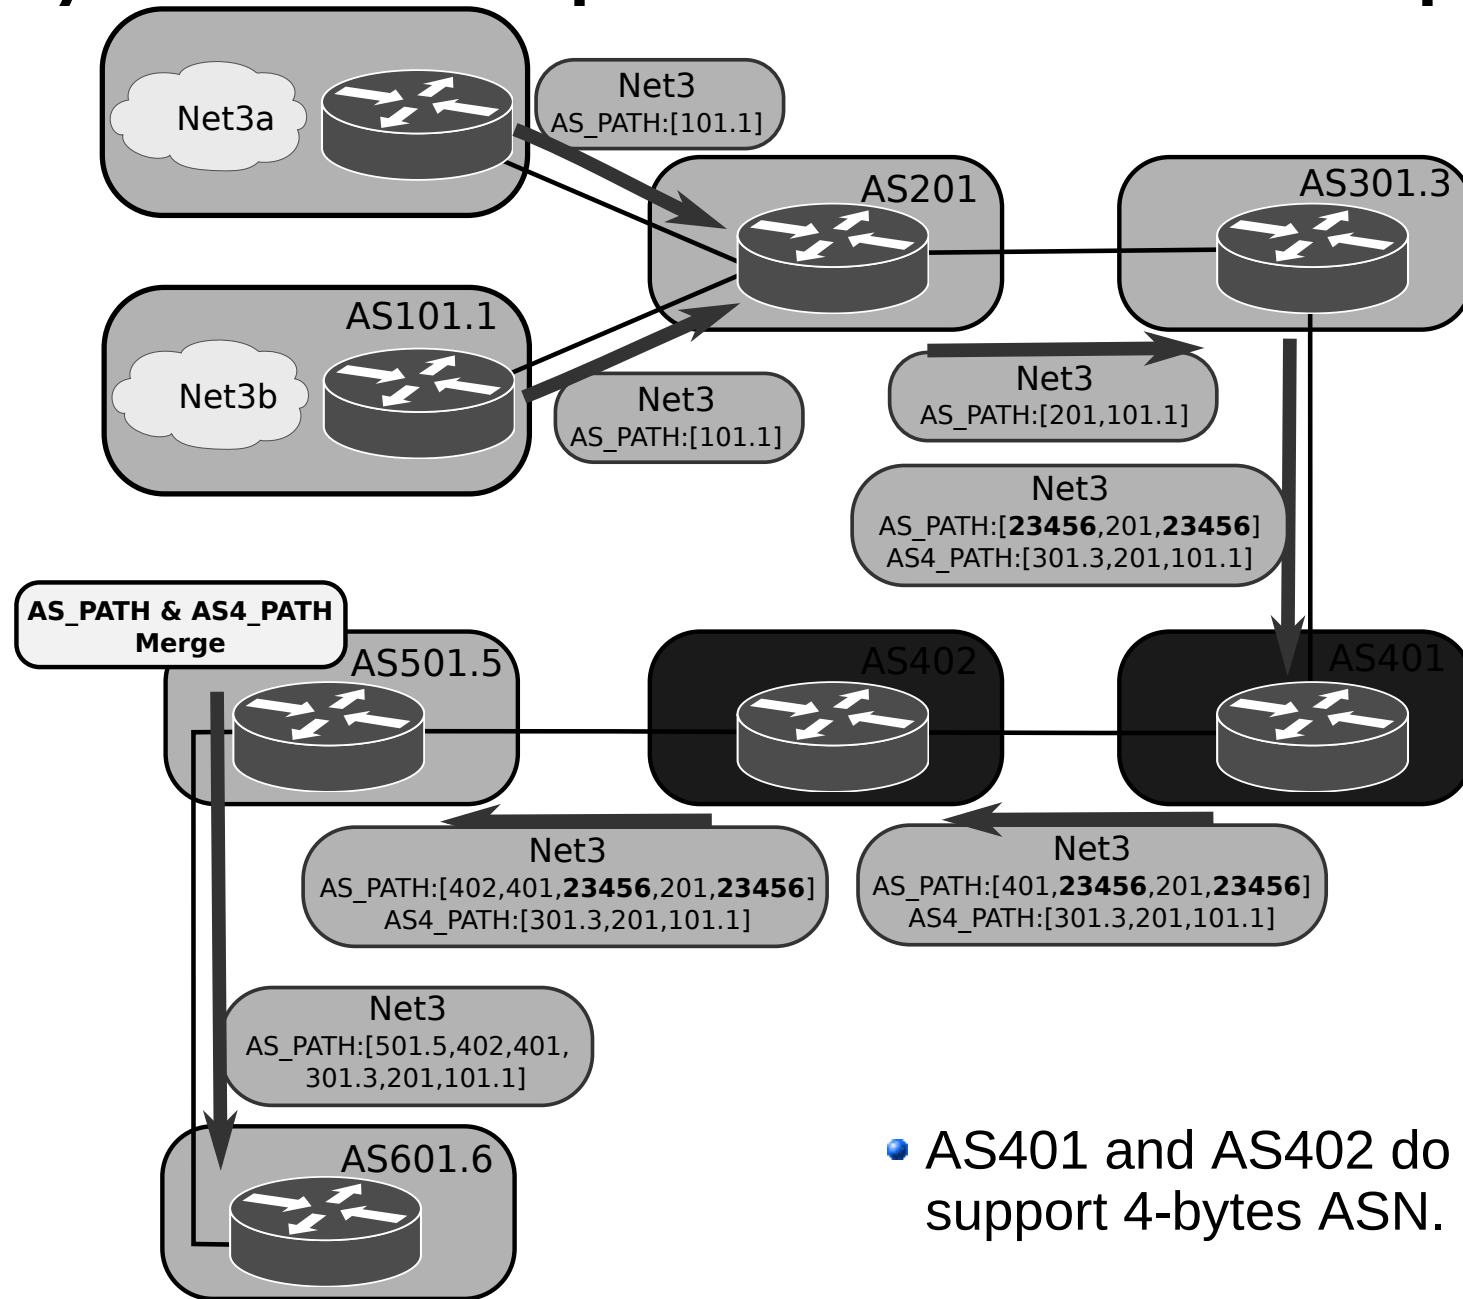 Net3a
Net3
AS_PATH:[101.1]
AS201
AS301.3
AS101.1
Net3b
Net3
AS_PATH:[101.1]
Net3
AS_PATH:[201,101.1]
Net3
AS_PATH:[23456,201,23456]
AS4_PATH:[301.3,201,101.1]
AS_PATH & AS4_PATH
Merge
AS501.5
AS402
AS401
Net3
AS_PATH:[402,401,23456,201,23456]
AS4_PATH:[301.3,201,101.1]
Net3
AS_PATH:[401,23456,201,23456]
AS4_PATH:[301.3,201,101.1]
Net3
AS_PATH:[501.5,402,401,
301.3,201,101.1]
AS601.6
AS401 and AS402 do
support 4-bytes ASN.